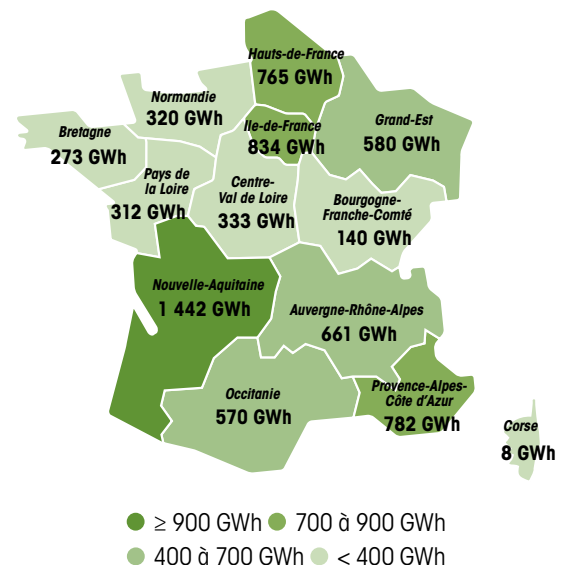 Hauts-de-France
765 GWh
Normandie
320 GWh
Ile-de-France
834 GWh
Grand-Est
580 GWh
Bretagne
273 GWh
Pays de
la Loire
312 GWh
Centre-
Val de Loire
333 GWh
Bourgogne-
Franche-Comté
140 GWh
Nouvelle-Aquitaine
1 442 GWh
Auvergne-Rhône-Alpes
661 GWh
Occitanie
570 GWh
Provence-Alpes-
Côte d'Azur
782 GWh
Corse
8 GWh
≥ 900 GWh 700 à 900 GWh
400 à 700 GWh < 400 GWh